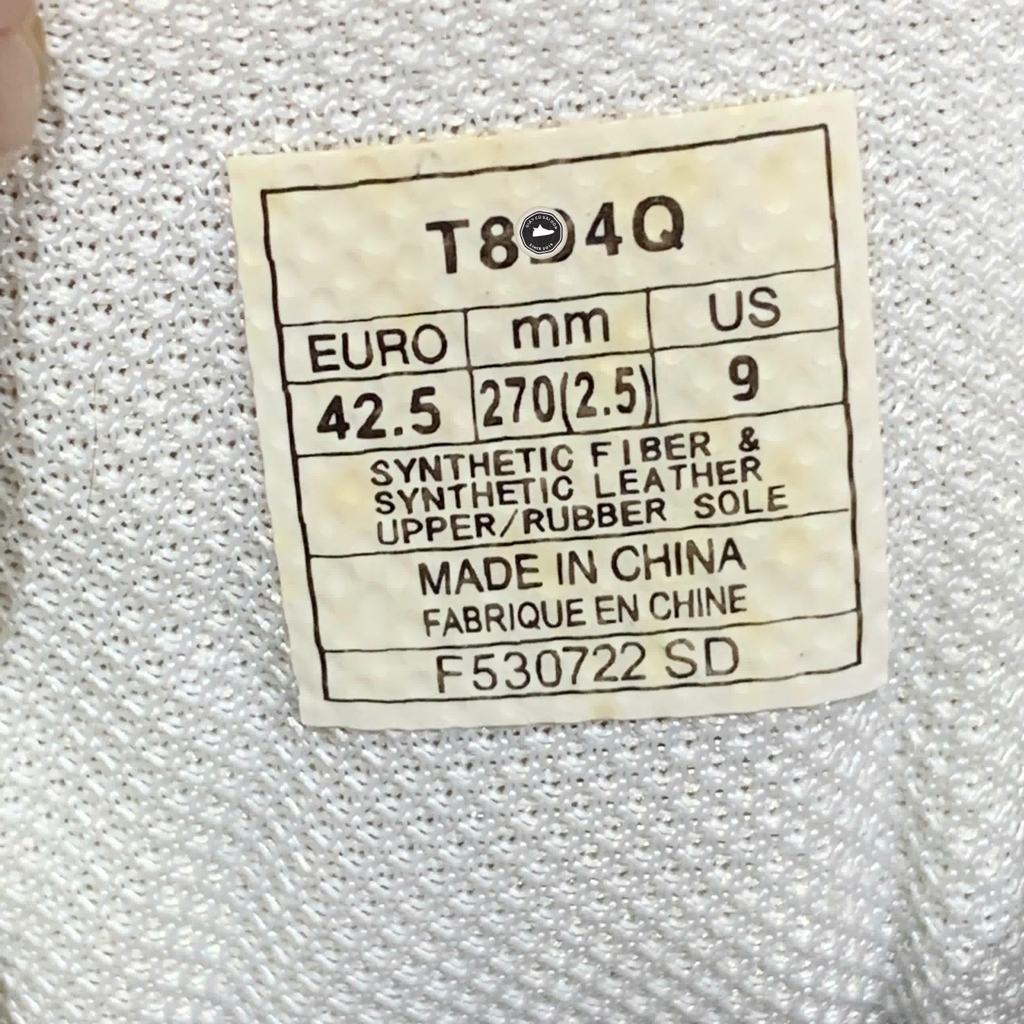 T8D4Q
EURO mm US
42.5 270(2.5) 9
SYNTHETIC FIBER &
SYNTHETIC LEATHER
UPPER/RUBBER SOLE
MADE IN CHINA
FABRIQUE EN CHINE
F530722 SD